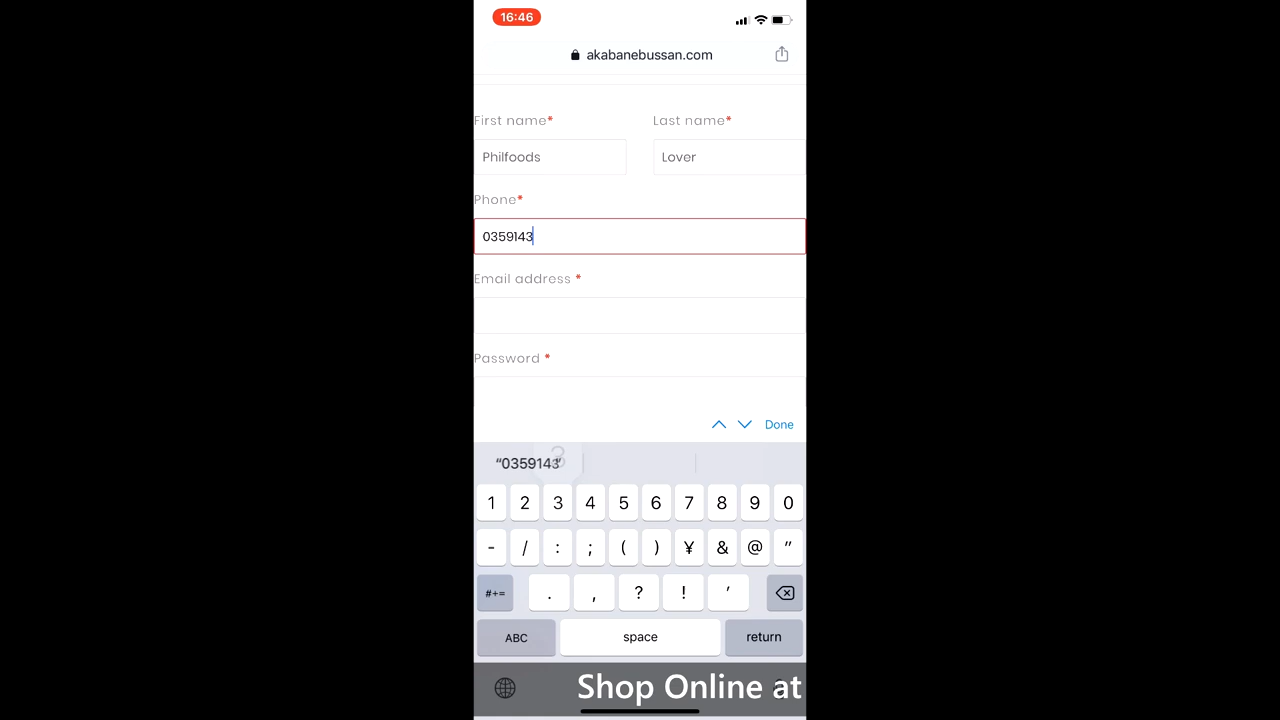 16:46
akabanebussan.com
First name* Last name*
Philfoods Lover
Phone*
0359143
Email address *
Password *
Done
3
“0359143”
1 2 3 4 5 6 7 8 9 0
- / : ; ( ) ¥ & @ ”
#+= . , ? ! ’
ABC space return
Shop Online at